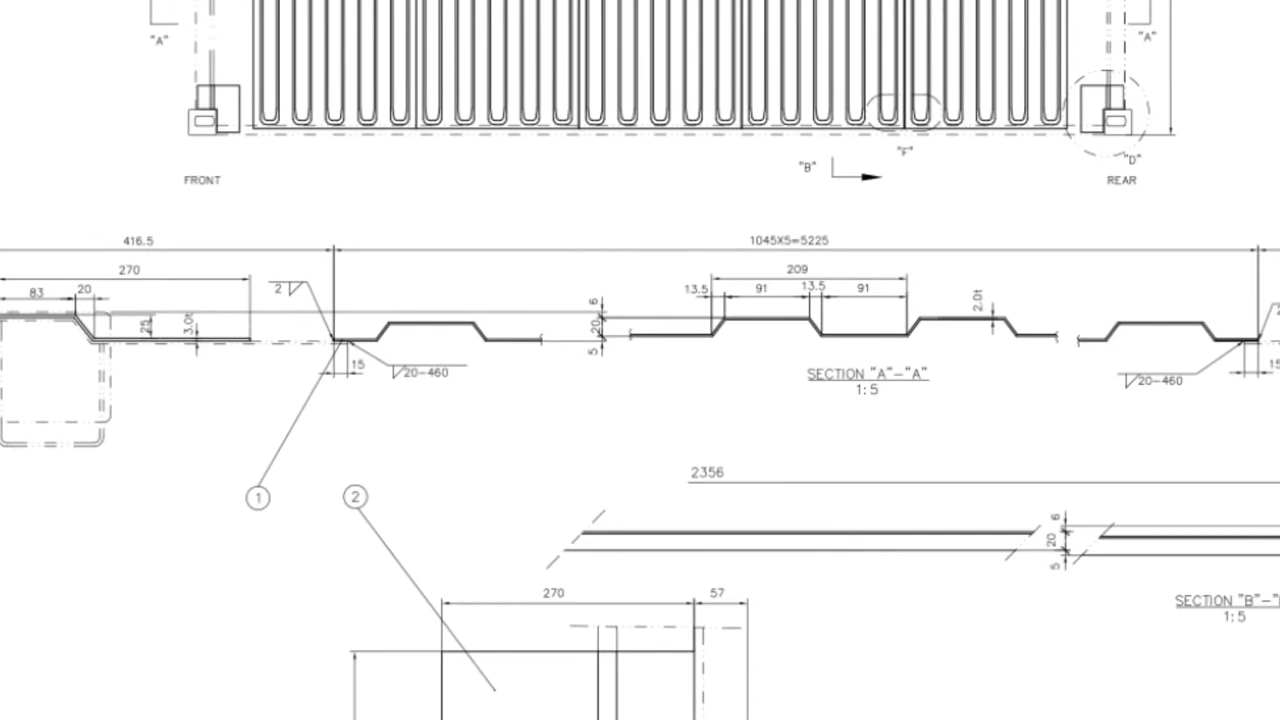 "A"
"A"
"F"
"B"
"D"
FRONT
REAR
416.5
1045X5=5225
270
209
83
20
2
6
13.5
91
13.5
91
2.0t
25
3.0t
20
5
15
20-460
SECTION "A"-"A"
1:5
20-460
15
2356
1
2
6
20
5
270
57
SECTION "B"-"
1:5